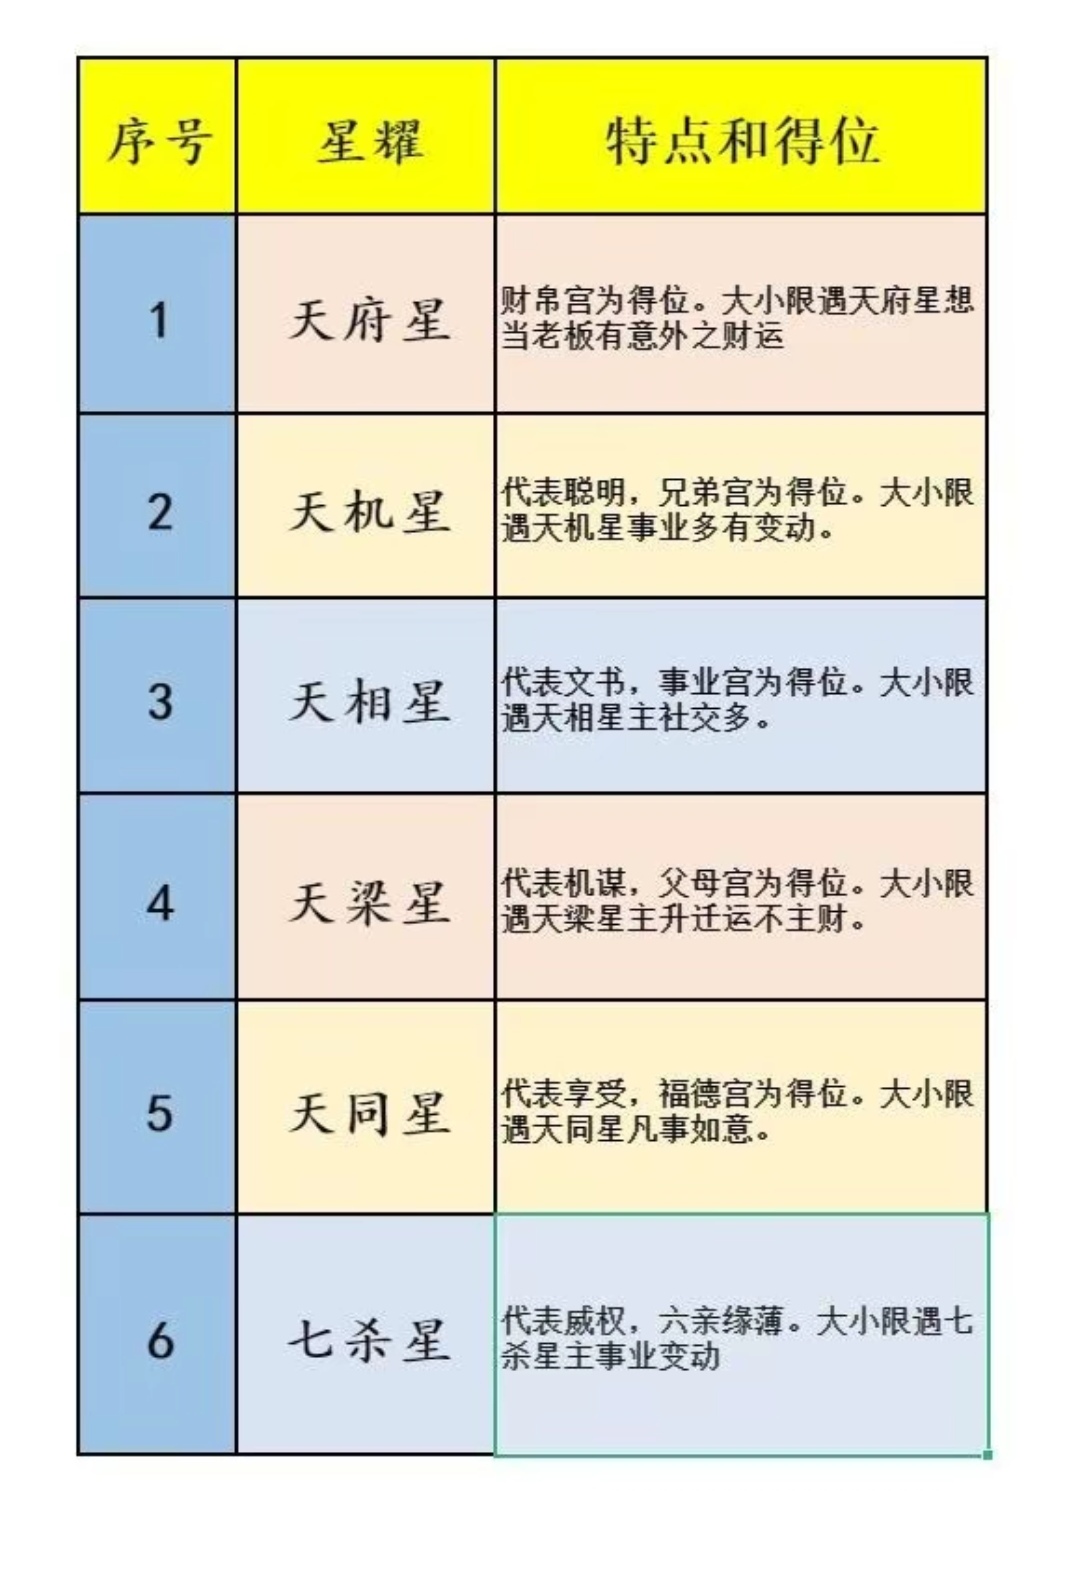 序号 星耀 特点和得位
1 天府星 财帛宫为得位。大小限遇天府星想
当老板有意外之财运
2 天机星 代表聪明，兄弟宫为得位。大小限
遇天机星事业多有变动。
3 天相星 代表文书，事业宫为得位。大小限
遇天相星主社交多。
4 天梁星 代表机谋，父母宫为得位。大小限
遇天梁星主升迁运不主财。
5 天同星 代表享受，福德宫为得位。大小限
遇天同星凡事如意。
6 七杀星 代表威权，六亲缘薄。大小限遇七
杀星主事业变动